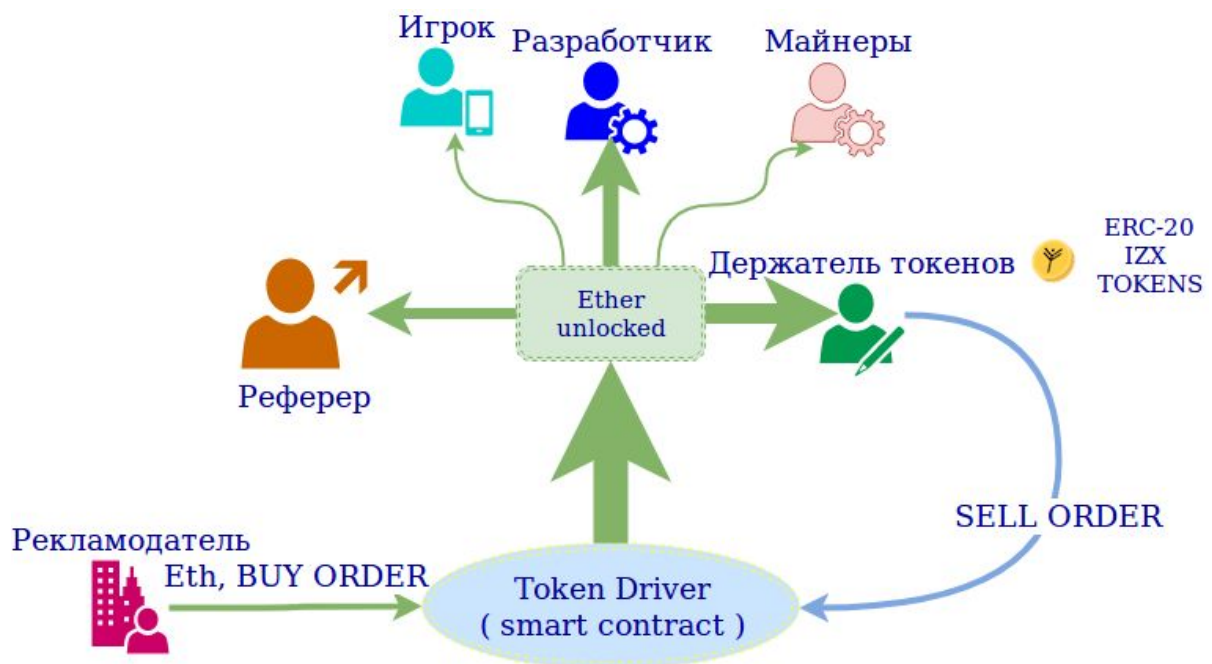 Игрок
Разработчик
Майнеры
ERC-20
IZX
TOKENS
Держатель токенов
Ether
unlocked
Реферер
SELL ORDER
Рекламодатель
Eth, BUY ORDER
Token Driver
( smart contract )